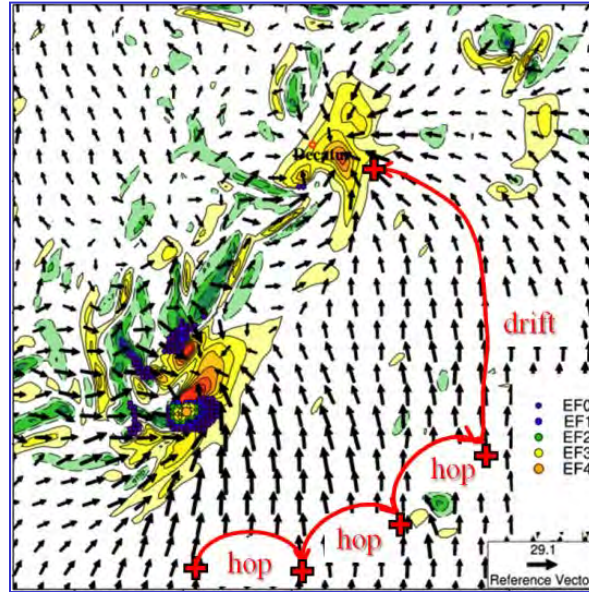 Decatur
drift
EF0
EF1
EF2
EF3
EF4
hop
hop
hop
29.1
Reference Vecto